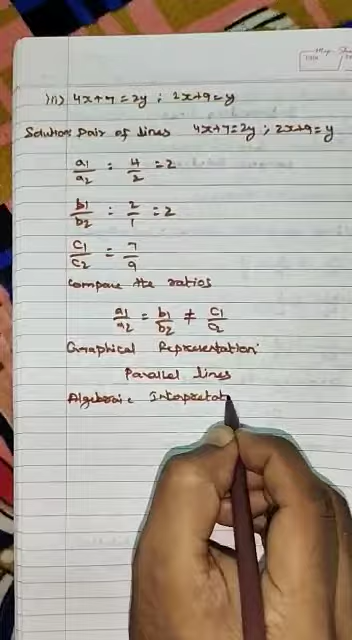 iii) 4x+7=2y ; 2x+9=y
Solution: Pair of lines 4x+7=2y ; 2x+9=y
a1/a2 = 4/2 = 2
b1/b2 = 2/1 = 2
c1/c2 = 7/9
Compare the ratios
a1/a2 = b1/b2 ≠ c1/c2
Graphical Representation:
Parallel lines
Algebraic Interpretat